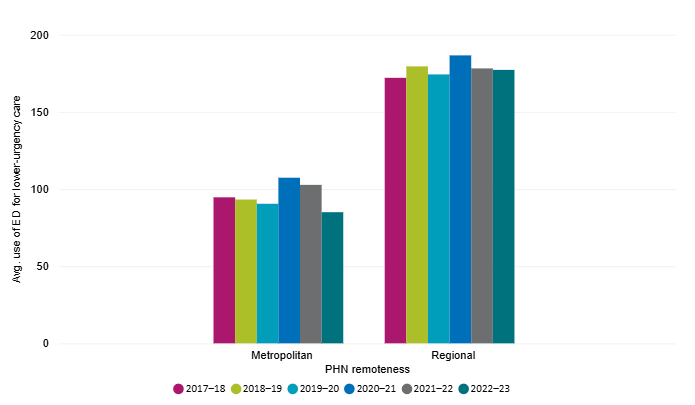 200
150
100
50
0
Avg. use of ED for lower-urgency care
Metropolitan
Regional
PHN remoteness
2017–18 2018–19 2019–20 2020–21 2021–22 2022–23